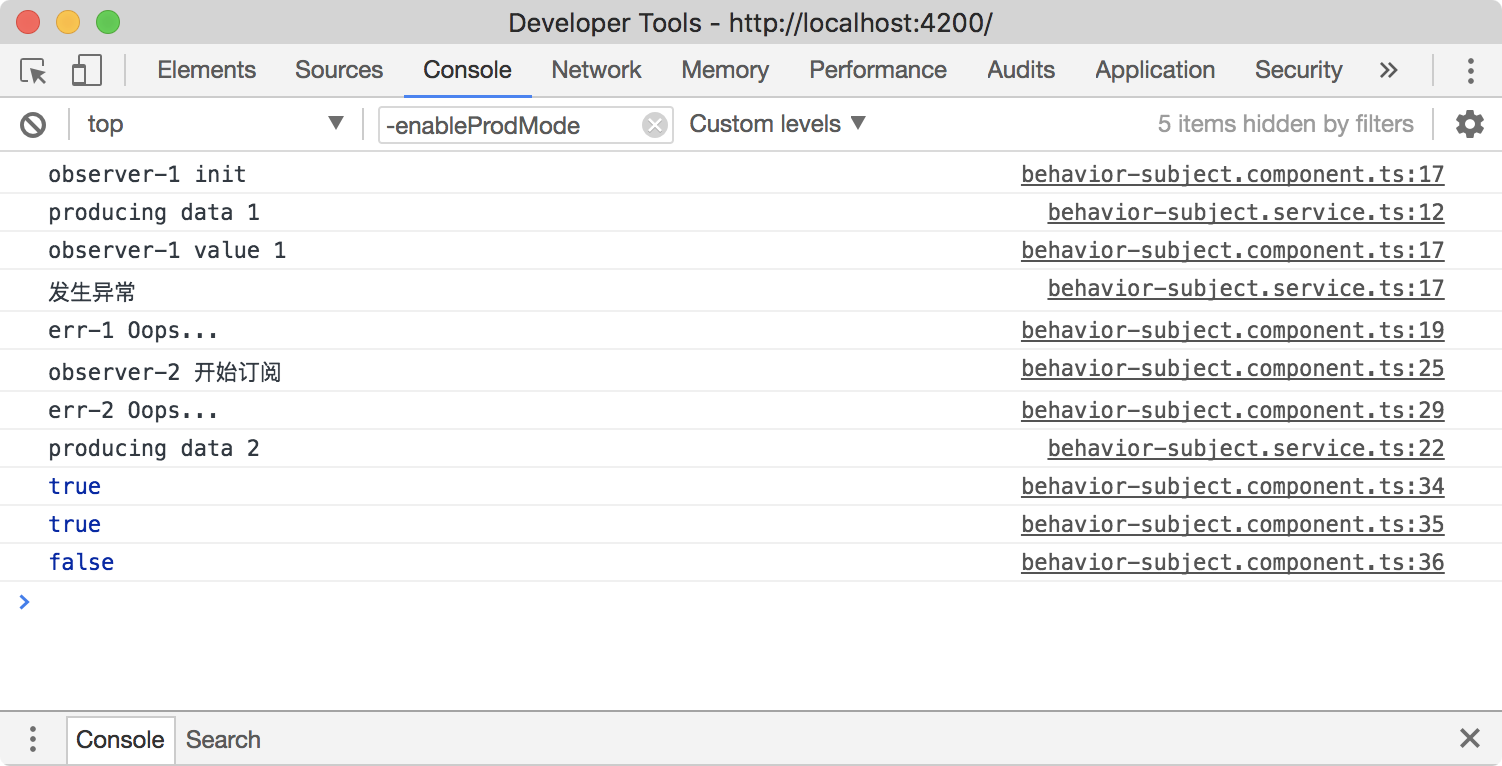 Developer Tools - http://localhost:4200/
Elements Sources Console Network Memory Performance Audits Application Security
top -enableProdMode Custom levels 5 items hidden by filters
observer-1 init behavior-subject.component.ts:17
producing data 1 behavior-subject.service.ts:12
observer-1 value 1 behavior-subject.component.ts:17
发生异常 behavior-subject.service.ts:17
err-1 Oops... behavior-subject.component.ts:19
observer-2 开始订阅 behavior-subject.component.ts:25
err-2 Oops... behavior-subject.component.ts:29
producing data 2 behavior-subject.service.ts:22
true behavior-subject.component.ts:34
true behavior-subject.component.ts:35
false behavior-subject.component.ts:36
Console Search